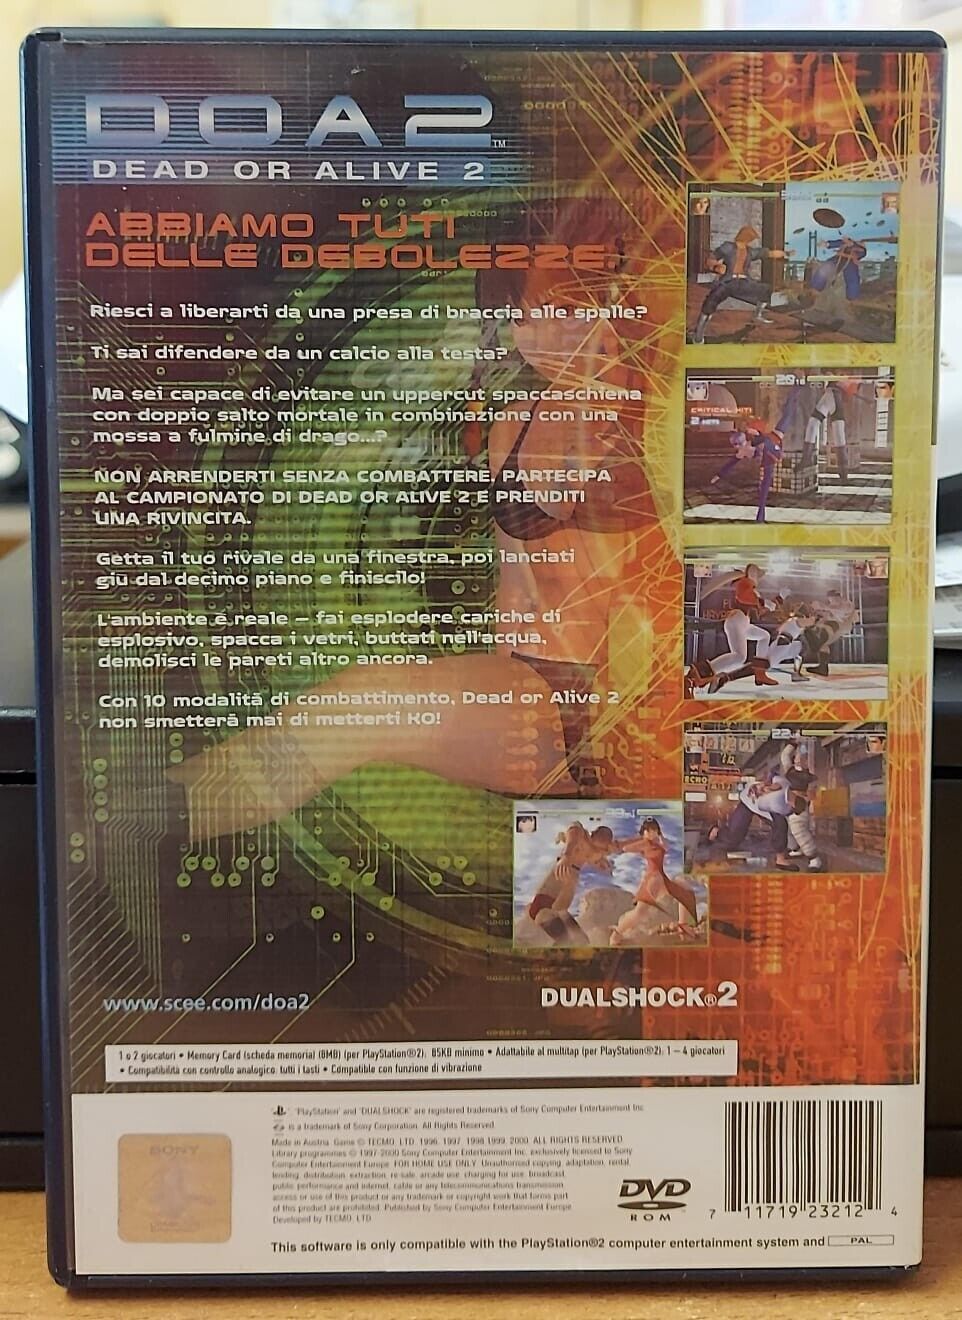 DOA2™
DEAD OR ALIVE 2
ABBIAMO TUTI
DELLE DEBOLEZZE.
Riesci a liberarti da una presa di braccia alle spalle?
Ti sai difendere da un calcio alla testa?
Ma sei capace di evitare un uppercut spaccaschiena
con doppio salto mortale in combinazione con una
mossa a fulmine di drago...?
NON ARRENDERTI SENZA COMBATTERE. PARTECIPA
AL CAMPIONATO DI DEAD OR ALIVE 2 E PRENDITI
UNA RIVINCITA.
Getta il tuo rivale da una finestra, poi lanciati
giù dal decimo piano e finiscilo!
L'ambiente é reale – fai esplodere cariche di
esplosivo, spacca i vetri, buttati nell'acqua,
demolisci le pareti altro ancora.
Con 10 modalità di combattimento, Dead or Alive 2
non smetterà mai di metterti KO!
CRITICAL HIT!
2 HITS
www.scee.com/doa2
DUALSHOCK®2
1 o 2 giocatori • Memory Card (scheda memoria) (8MB) (per PlayStation®2): 85KB minimo • Adattabile al multitap (per PlayStation®2): 1 – 4 giocatori
• Compatibilità con controllo analogico: tutti i tasti • Compatibile con funzione di vibrazione
SONY
"PlayStation" and "DUALSHOCK" are registered trademarks of Sony Computer Entertainment Inc.
is a trademark of Sony Corporation. All Rights Reserved.
Made in Austria. Game © TECMO, LTD. 1996, 1997, 1998,1999, 2000. ALL RIGHTS RESERVED.
Library programmes © 1997-2000 Sony Computer Entertainment Inc. exclusively licensed to Sony
Computer Entertainment Europe. FOR HOME USE ONLY. Unauthorised copying, adaptation, rental,
lending, distribution, extraction, re-sale, arcade use, charging for use, broadcast,
public performance and internet, cable or any telecommunications transmission,
access or use of this product or any trademark or copyright work that forms part
of this product are prohibited. Published by Sony Computer Entertainment Europe.
Developed by TECMO, LTD.
DVD
ROM
7 11719 23212 4
This software is only compatible with the PlayStation®2 computer entertainment system and PAL